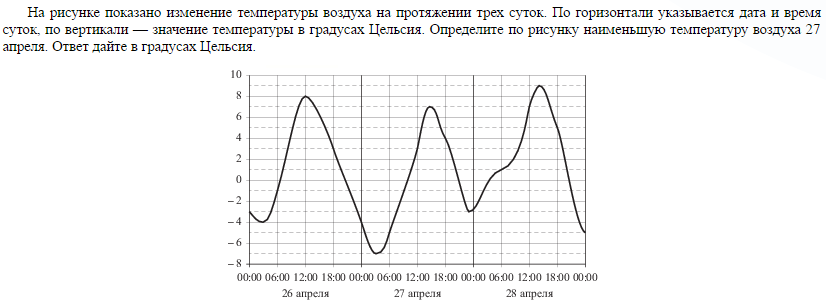 На рисунке показано изменение температуры воздуха на протяжении трех суток. По горизонтали указывается дата и время
суток, по вертикали — значение температуры в градусах Цельсия. Определите по рисунку наименьшую температуру воздуха 27
апреля. Ответ дайте в градусах Цельсия.
10
8
6
4
2
0
−2
−4
−6
−8
00:00 06:00 12:00 18:00 00:00 06:00 12:00 18:00 00:00 06:00 12:00 18:00 00:00
26 апреля 27 апреля 28 апреля